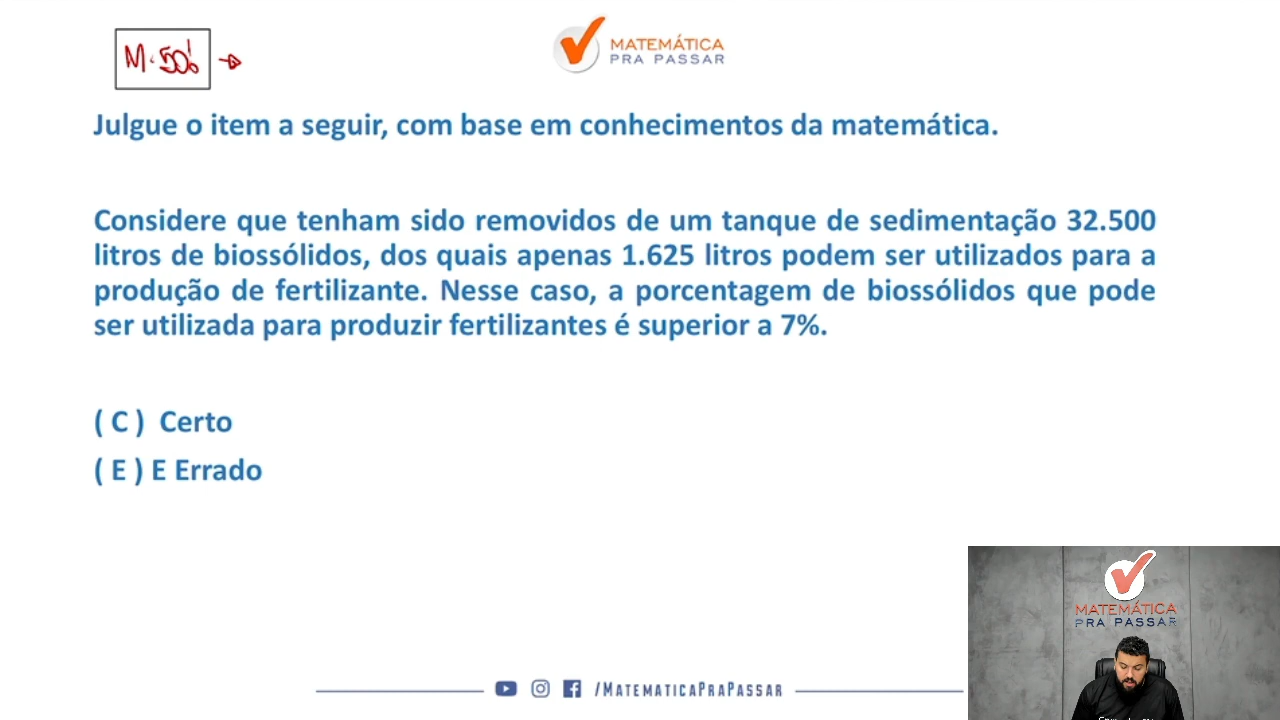 M.50%
MATEMÁTICA
PRA PASSAR
Julgue o item a seguir, com base em conhecimentos da matemática.
Considere que tenham sido removidos de um tanque de sedimentação 32.500
litros de biossólidos, dos quais apenas 1.625 litros podem ser utilizados para a
produção de fertilizante. Nesse caso, a porcentagem de biossólidos que pode
ser utilizada para produzir fertilizantes é superior a 7%.
( C ) Certo
( E ) E Errado
MATEMÁTICA
PRA PASSAR
/MATEMATICAPRAPASSAR